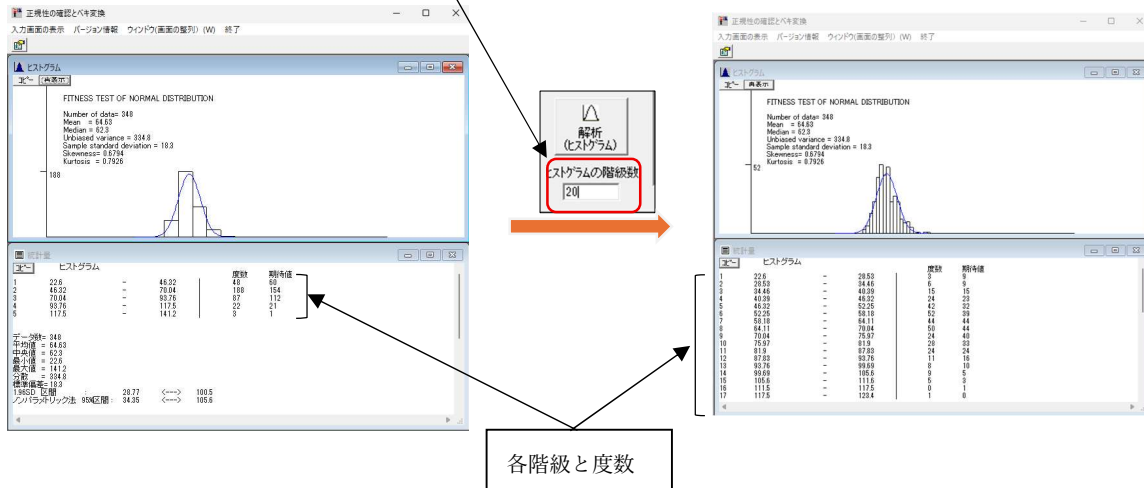 正規性の確認とベキ変換
入力画面の表示 バージョン情報 ウインドウ(画面の整列) (W) 終了
ヒストグラム
コピー 再表示
FITNESS TEST OF NORMAL DISTRIBUTION
Number of data= 348
Mean = 64.63
Median = 62.3
Unbiased variance = 334.8
Sample standard deviation = 18.3
Skewness= 0.6794
Kurtosis = 0.7926
188
統計量
コピー ヒストグラム
度数 期待値
1 22.6 - 46.32 48 60
2 46.32 - 70.04 188 154
3 70.04 - 93.76 87 112
4 93.76 - 117.5 22 21
5 117.5 - 141.2 3 1
データ数= 348
平均値 = 64.63
中央値 = 62.3
最小値 = 22.6
最大値 = 141.2
分散 = 334.8
標準偏差= 18.3
1.96SD 区間 : 28.77 <---> 100.5
ノンパラメトリック法 95%区間 : 34.35 <---> 105.6
解析
(ヒストグラム)
ヒストグラムの階級数
20
正規性の確認とベキ変換
入力画面の表示 バージョン情報 ウインドウ(画面の整列) (W) 終了
ヒストグラム
コピー 再表示
FITNESS TEST OF NORMAL DISTRIBUTION
Number of data= 348
Mean = 64.63
Median = 62.3
Unbiased variance = 334.8
Sample standard deviation = 18.3
Skewness= 0.6794
Kurtosis = 0.7926
52
統計量
コピー ヒストグラム
度数 期待値
1 22.6 - 28.53 3 9
2 28.53 - 34.46 6 9
3 34.46 - 40.39 15 15
4 40.39 - 46.32 24 23
5 46.32 - 52.25 42 32
6 52.25 - 58.18 52 39
7 58.18 - 64.11 44 44
8 64.11 - 70.04 50 44
9 70.04 - 75.97 24 40
10 75.97 - 81.9 28 33
11 81.9 - 87.83 24 24
12 87.83 - 93.76 11 16
13 93.76 - 99.69 8 10
14 99.69 - 105.6 9 5
15 105.6 - 111.6 5 3
16 111.5 - 117.5 0 1
17 117.5 - 123.4 1 0
各階級と度数